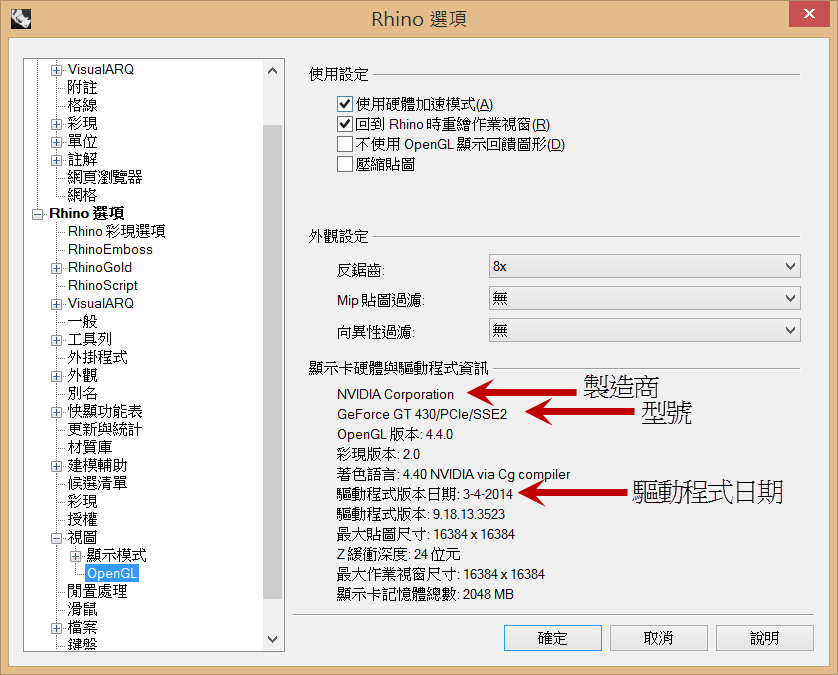 Rhino 選項
VisualARQ
附註
格線
彩現
單位
註解
網頁瀏覽器
網格
Rhino 選項
Rhino 彩現選項
RhinoEmboss
RhinoGold
RhinoScript
VisualARQ
一般
工具列
外掛程式
外觀
別名
快顯功能表
更新與統計
材質庫
建模輔助
候選清單
彩現
授權
視圖
顯示模式
OpenGL
閒置處理
滑鼠
檔案
鍵盤
使用設定
使用硬體加速模式(A)
回到 Rhino 時重繪作業視窗(R)
不使用 OpenGL 顯示回饋圖形(D)
壓縮貼圖
外觀設定
反鋸齒: 8x
Mip 貼圖過濾: 無
向異性過濾: 無
顯示卡硬體與驅動程式資訊
NVIDIA Corporation 製造商
GeForce GT 430/PCIe/SSE2 型號
OpenGL 版本: 4.4.0
彩現版本: 2.0
著色語言: 4.40 NVIDIA via Cg compiler
驅動程式版本日期: 3-4-2014 驅動程式日期
驅動程式版本: 9.18.13.3523
最大貼圖尺寸: 16384 x 16384
Z 緩衝深度: 24 位元
最大作業視窗尺寸: 16384 x 16384
顯示卡記憶體總數: 2048 MB
確定 取消 說明